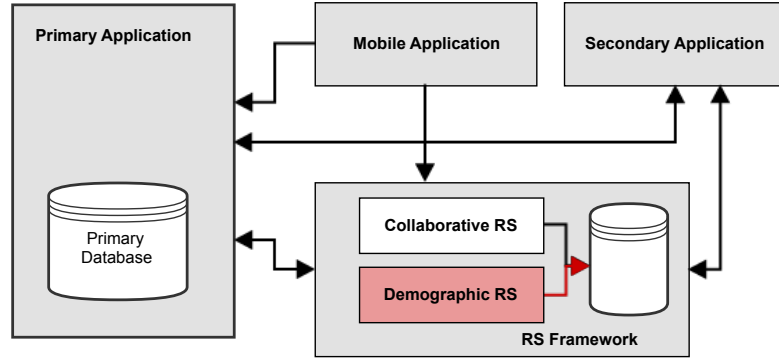 Primary Application
Mobile Application
Secondary Application
Primary
Database
Collaborative RS
Demographic RS
RS Framework